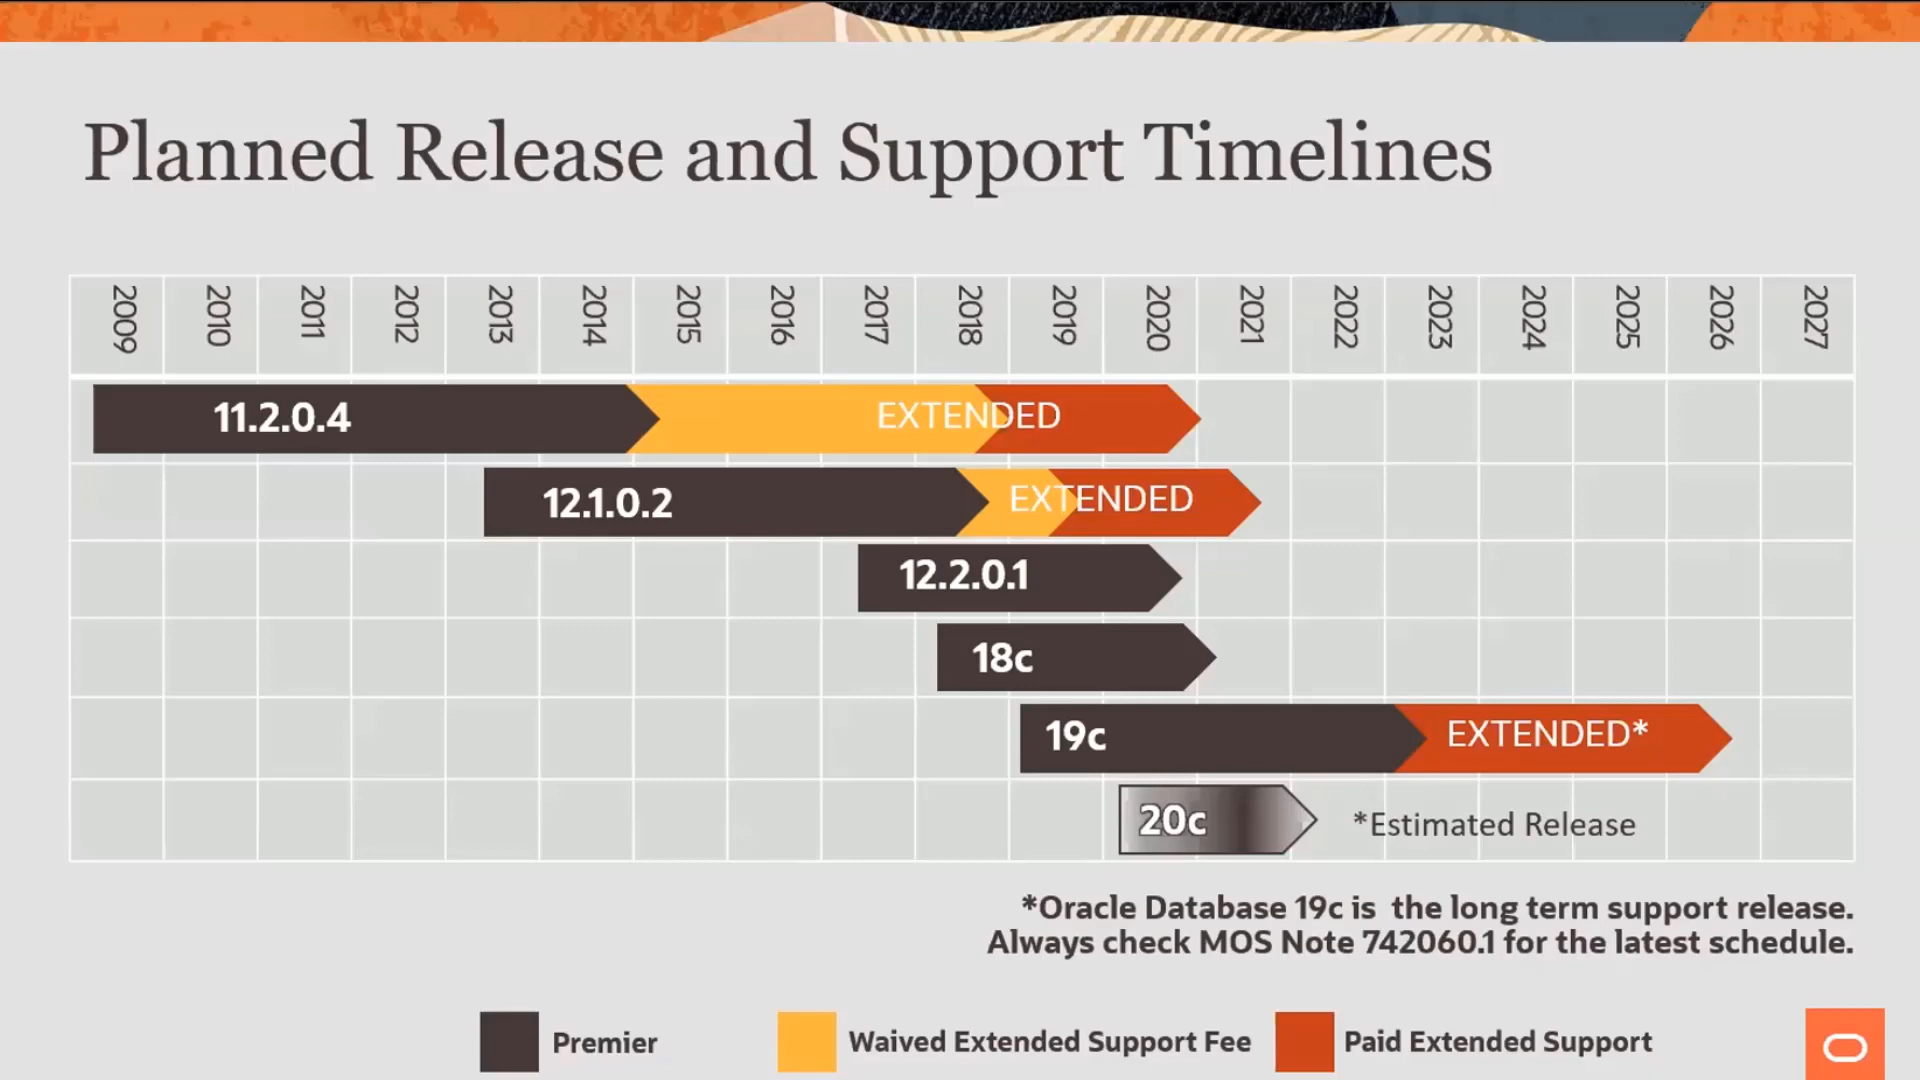 Planned Release and Support Timelines
2009 2010 2011 2012 2013 2014 2015 2016 2017 2018 2019 2020 2021 2022 2023 2024 2025 2026 2027
11.2.0.4 EXTENDED
12.1.0.2 EXTENDED
12.2.0.1
18c
19c EXTENDED*
20c *Estimated Release
*Oracle Database 19c is the long term support release.
Always check MOS Note 742060.1 for the latest schedule.
Premier Waived Extended Support Fee Paid Extended Support